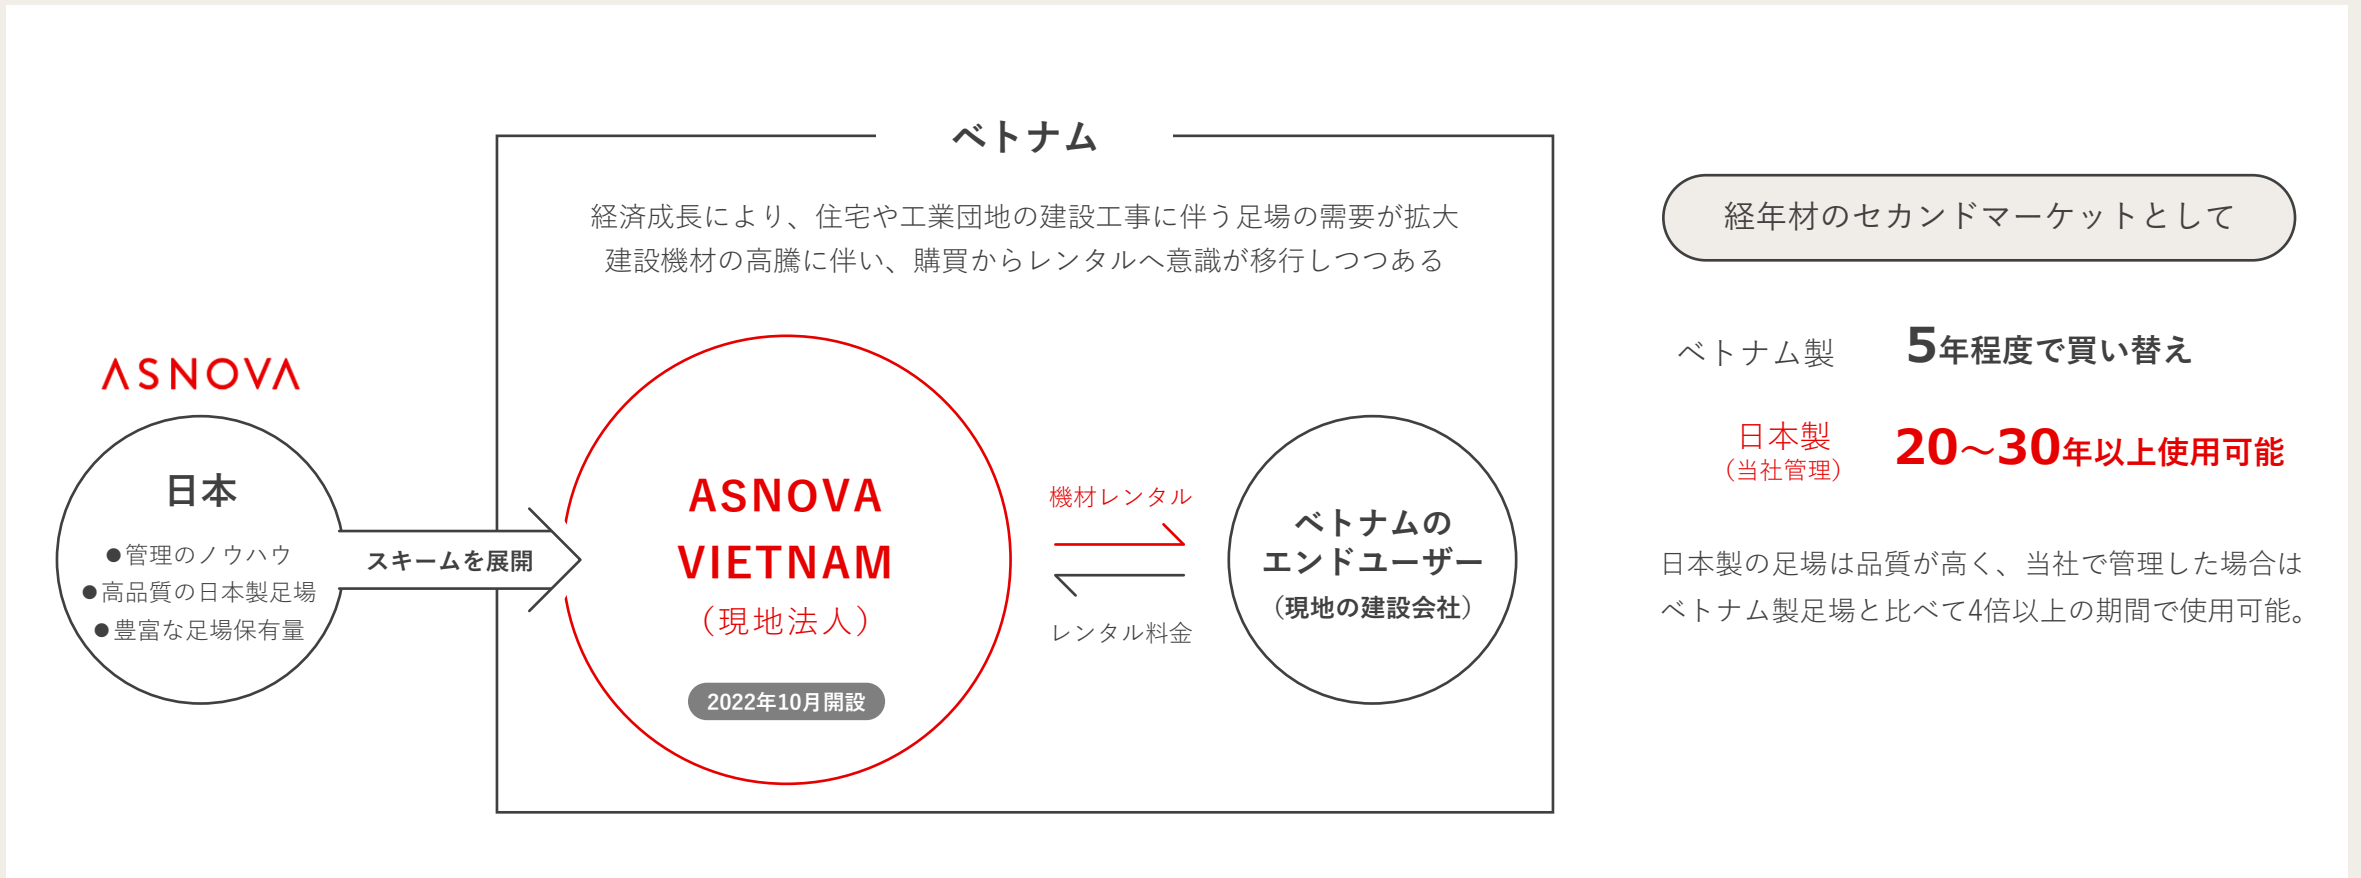 ASNOVA
日本
●管理のノウハウ
●高品質の日本製足場
●豊富な足場保有量
スキームを展開
ベトナム
経済成長により、住宅や工業団地の建設工事に伴う足場の需要が拡大
建設機材の高騰に伴い、購買からレンタルへ意識が移行しつつある
ASNOVA
VIETNAM
（現地法人）
2022年10月開設
機材レンタル
レンタル料金
ベトナムの
エンドユーザー
（現地の建設会社）
経年材のセカンドマーケットとして
ベトナム製 5年程度で買い替え
日本製 20〜30年以上使用可能
（当社管理）
日本製の足場は品質が高く、当社で管理した場合は
ベトナム製足場と比べて4倍以上の期間で使用可能。